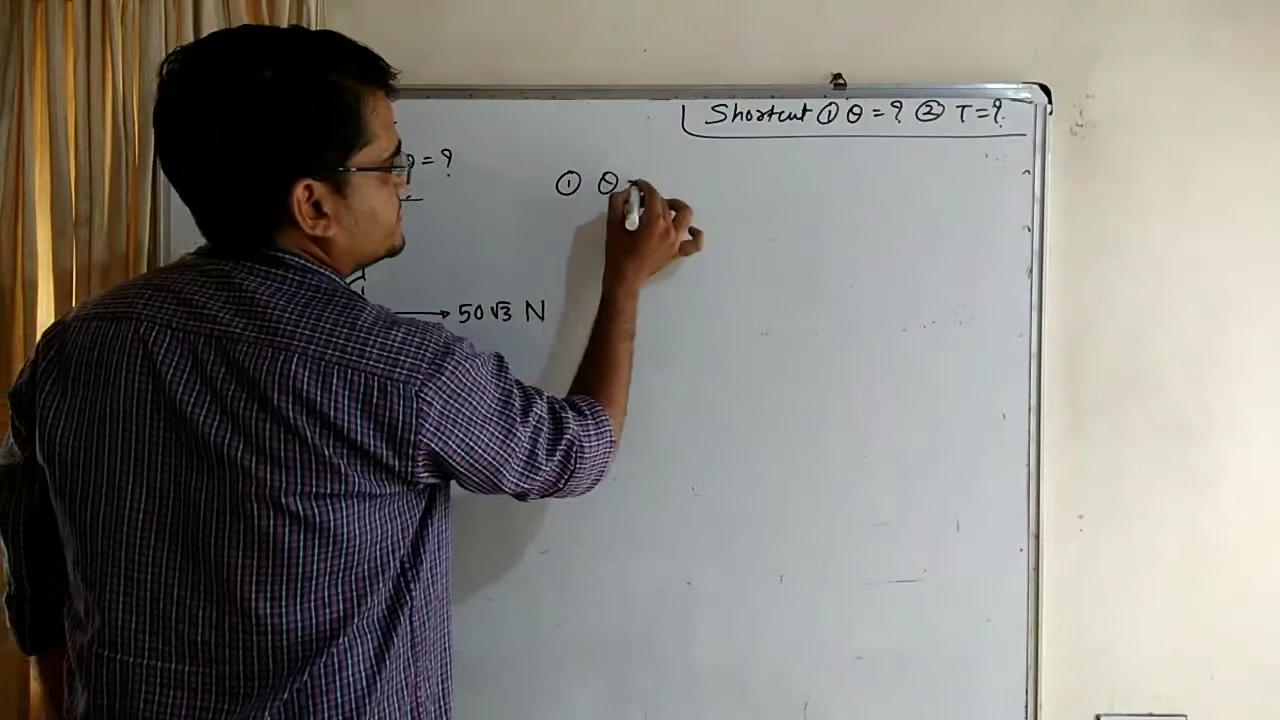 Shortcut ① θ = ? ② T = ?
= ?
① θ
50√3 N